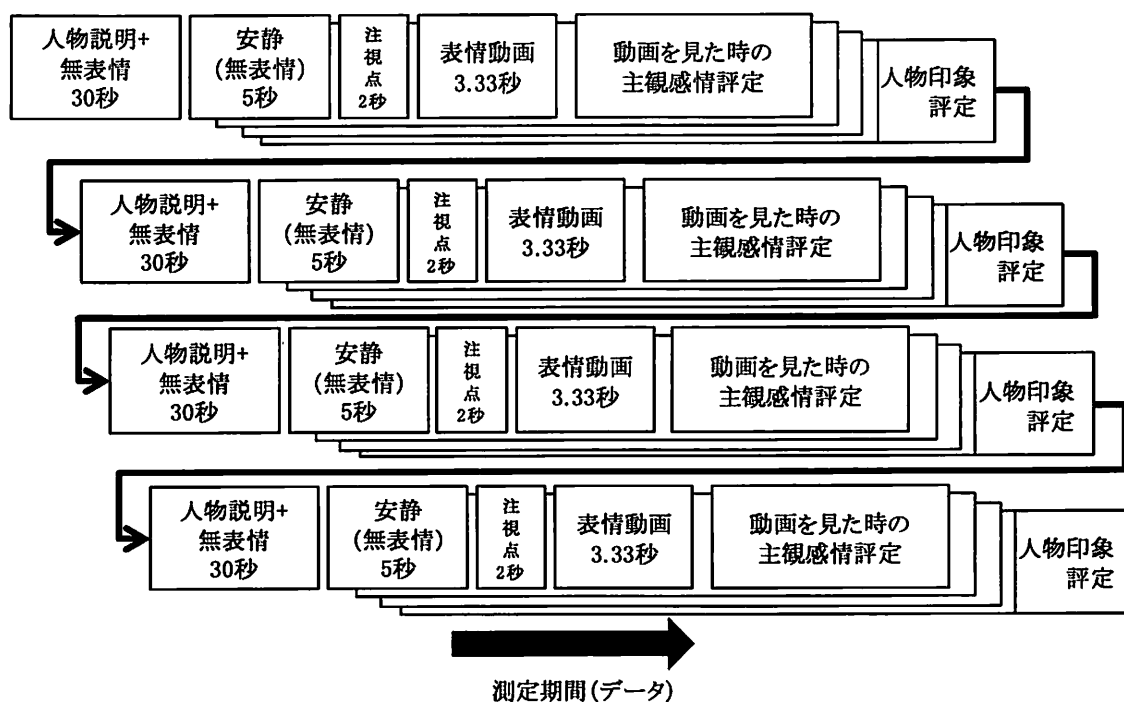 人物説明+
無表情
30秒
安静
(無表情)
5秒
注
視
点
2秒
表情動画
3.33秒
動画を見た時の
主観感情評定
人物印象
評定
人物説明+
無表情
30秒
安静
(無表情)
5秒
注
視
点
2秒
表情動画
3.33秒
動画を見た時の
主観感情評定
人物印象
評定
人物説明+
無表情
30秒
安静
(無表情)
5秒
注
視
点
2秒
表情動画
3.33秒
動画を見た時の
主観感情評定
人物印象
評定
人物説明+
無表情
30秒
安静
(無表情)
5秒
注
視
点
2秒
表情動画
3.33秒
動画を見た時の
主観感情評定
人物印象
評定
測定期間(データ)